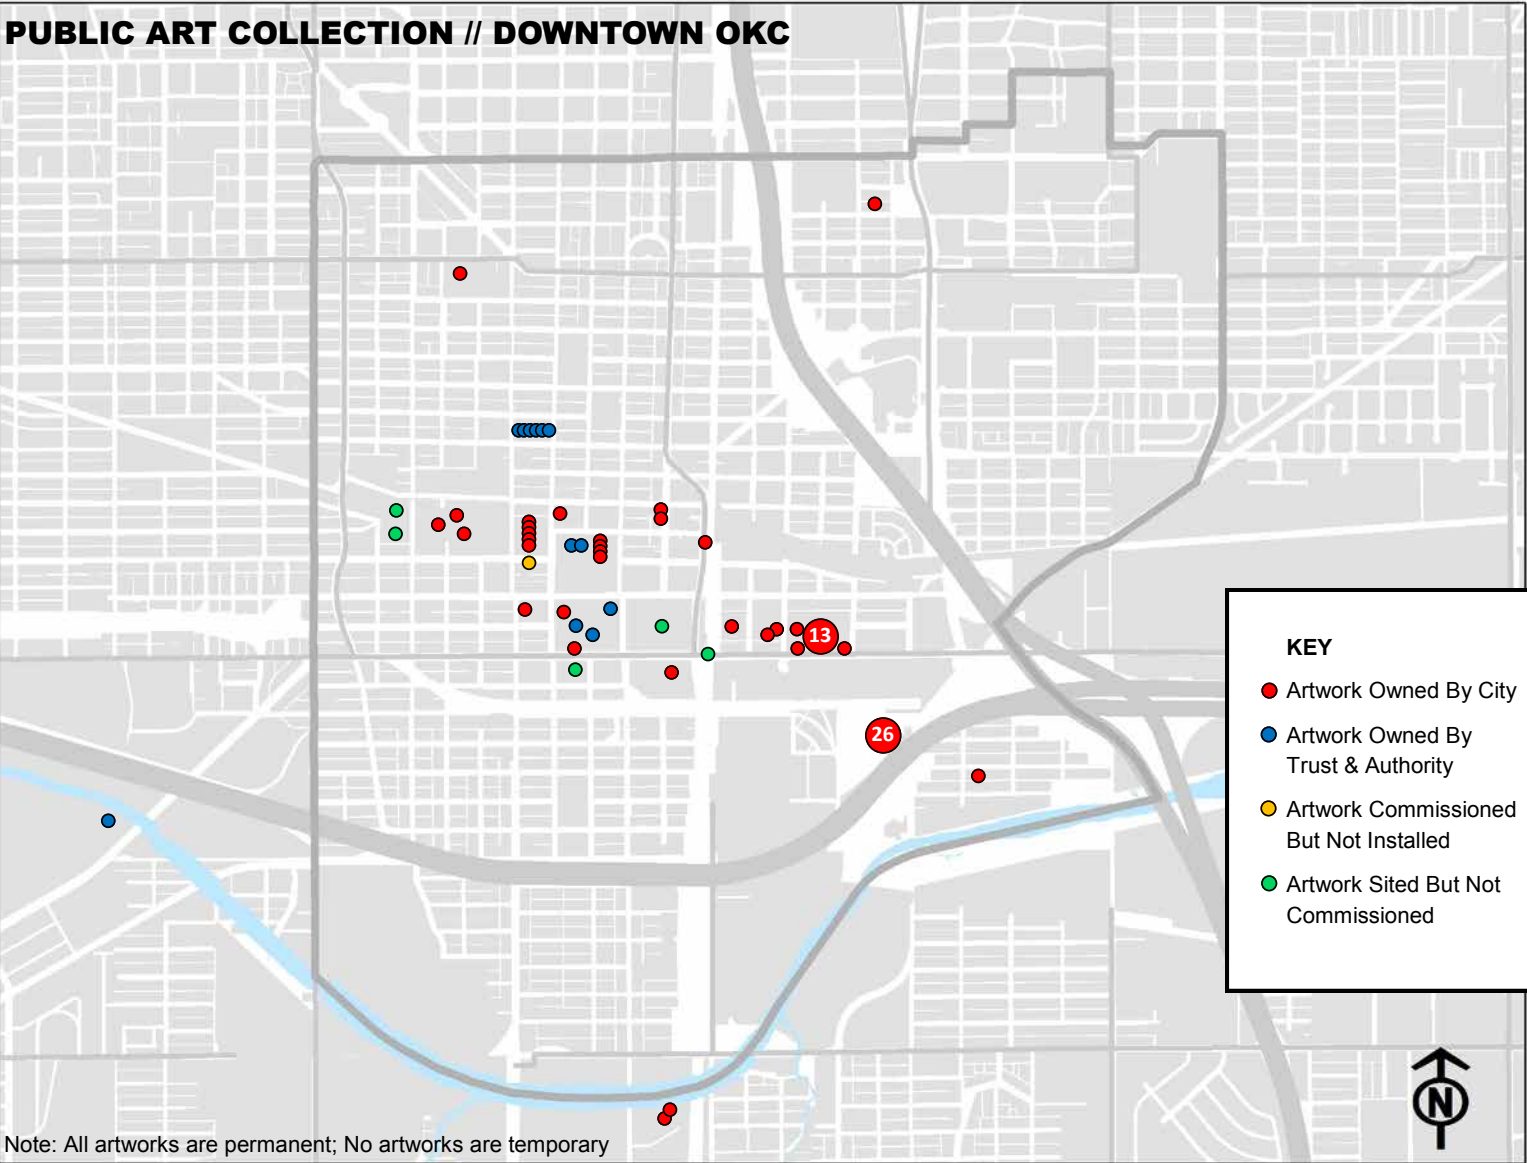 PUBLIC ART COLLECTION // DOWNTOWN OKC
13
26
KEY
Artwork Owned By City
Artwork Owned By
Trust & Authority
Artwork Commissioned
But Not Installed
Artwork Sited But Not
Commissioned
N
Note: All artworks are permanent; No artworks are temporary